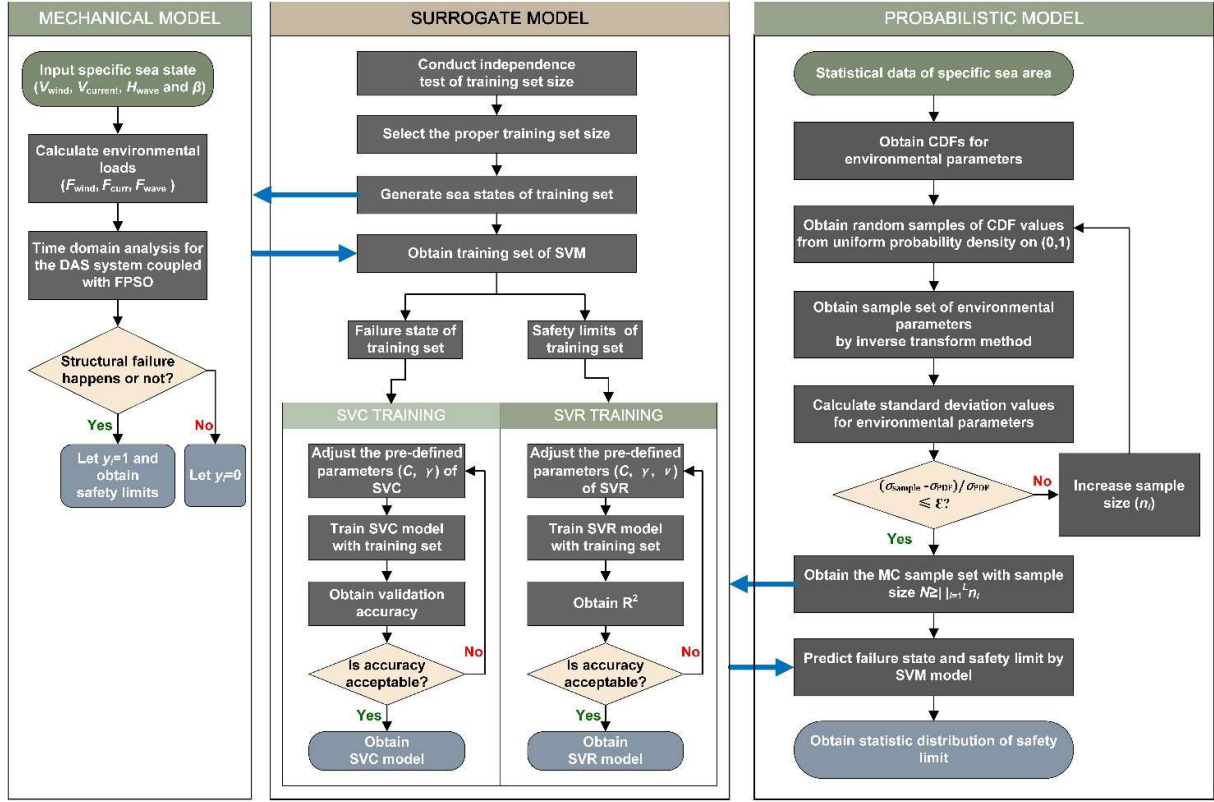 MECHANICAL MODEL
Input specific sea state
(Vwind, Vcurrent, Hwave and β)
Calculate environmental
loads
(Fwind, Fcurr, Fwave )
Time domain analysis for
the DAS system coupled
with FPSO
Structural failure
happens or not?
Yes
No
Let yi=1 and
obtain
safety limits
Let yi=0
SURROGATE MODEL
Conduct independence
test of training set size
Select the proper training set size
Generate sea states of training set
Obtain training set of SVM
Failure state of
training set
Safety limits of
training set
SVC TRAINING
Adjust the pre-defined
parameters (C, γ) of
SVC
Train SVC model
with training set
Obtain validation
accuracy
Is accuracy
acceptable?
No
Yes
Obtain
SVC model
SVR TRAINING
Adjust the pre-defined
parameters (C, γ, ν)
of SVR
Train SVR model
with training set
Obtain R²
Is accuracy
acceptable?
No
Yes
Obtain
SVR model
PROBABILISTIC MODEL
Statistical data of specific sea area
Obtain CDFs for
environmental parameters
Obtain random samples of CDF values
from uniform probability density on (0,1)
Obtain sample set of environmental
parameters
by inverse transform method
Calculate standard deviation values
for environmental parameters
(σsample -σPDF)/σPDF
≤ ε?
No
Increase sample
size (ni)
Yes
Obtain the MC sample set with sample
size N≥| |i=1L ni
Predict failure state and safety limit by
SVM model
Obtain statistic distribution of safety
limit